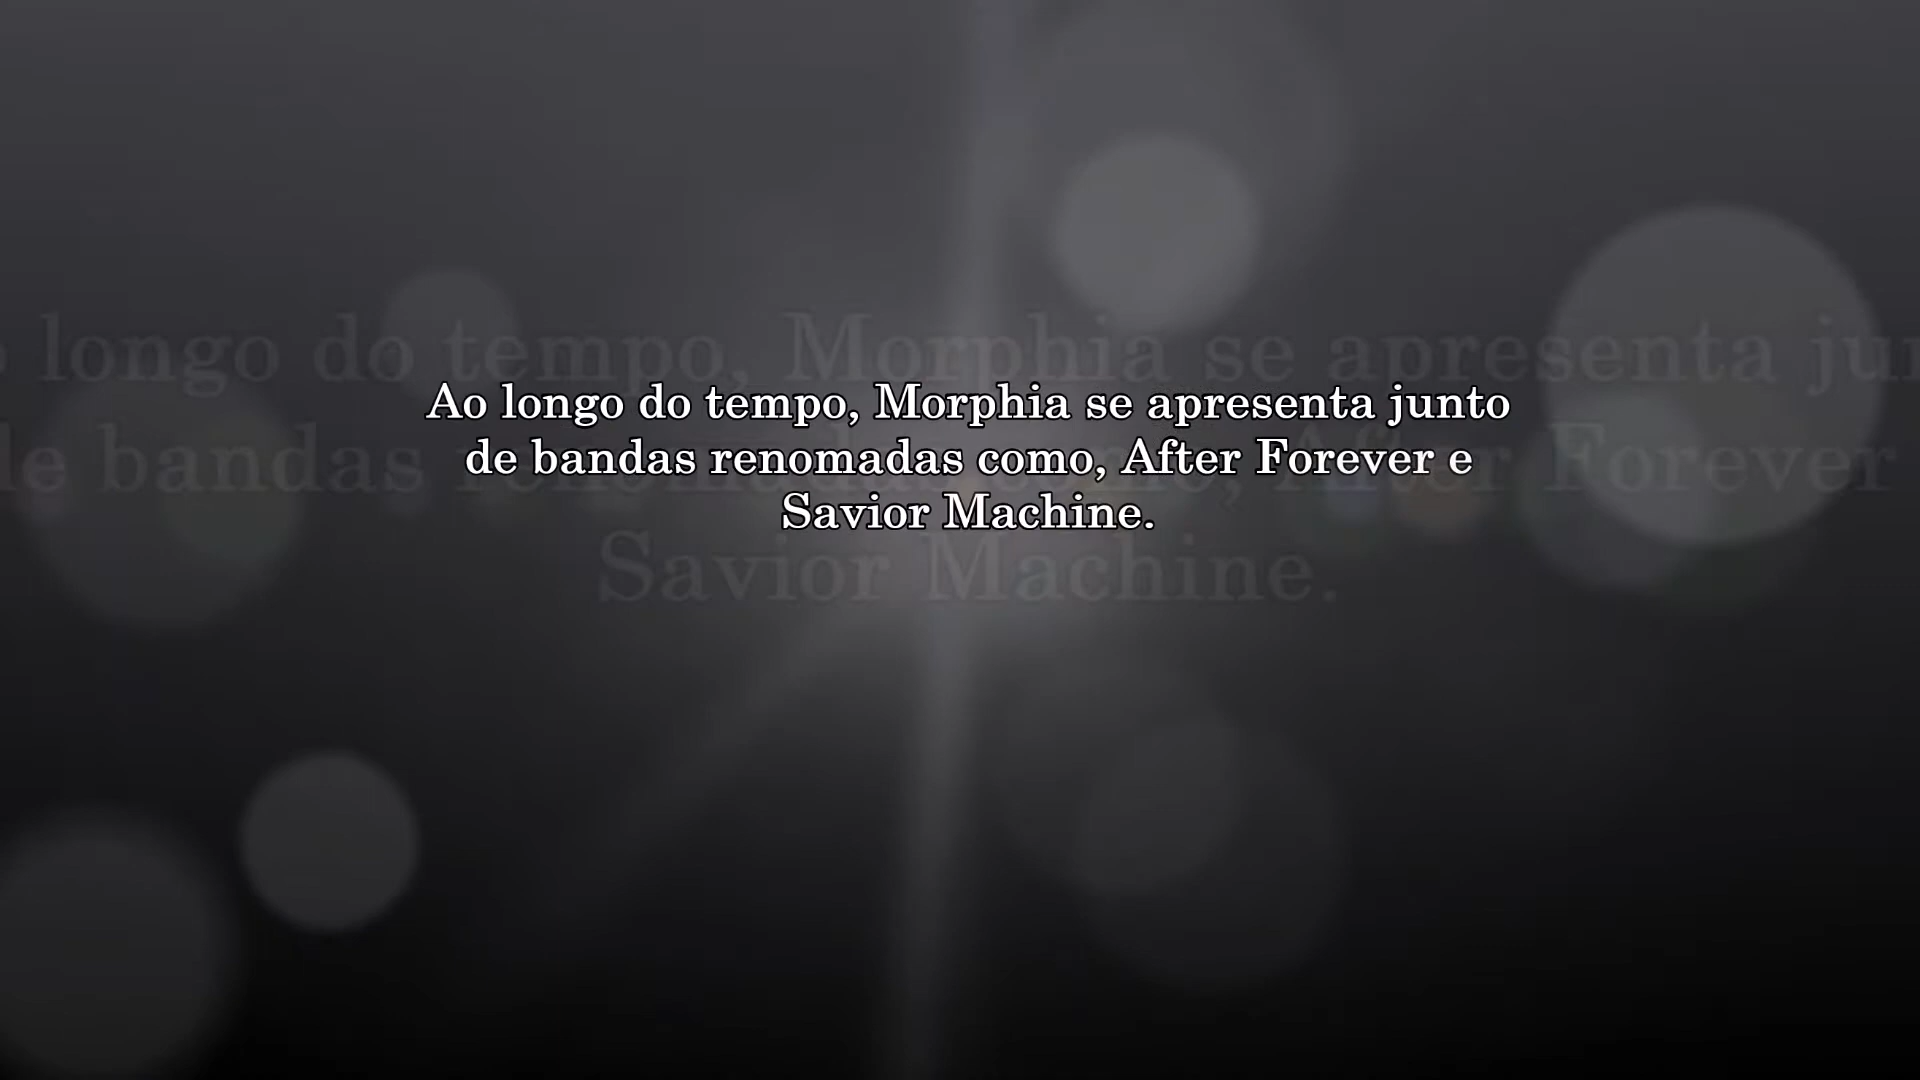 Ao longo do tempo, Morphia se apresenta junto
de bandas renomadas como, After Forever e
Savior Machine.